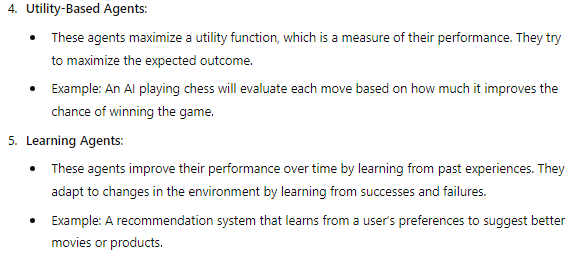 4. Utility-Based Agents:
• These agents maximize a utility function, which is a measure of their performance. They try
to maximize the expected outcome.
• Example: An AI playing chess will evaluate each move based on how much it improves the
chance of winning the game.
5. Learning Agents:
• These agents improve their performance over time by learning from past experiences. They
adapt to changes in the environment by learning from successes and failures.
• Example: A recommendation system that learns from a user's preferences to suggest better
movies or products.